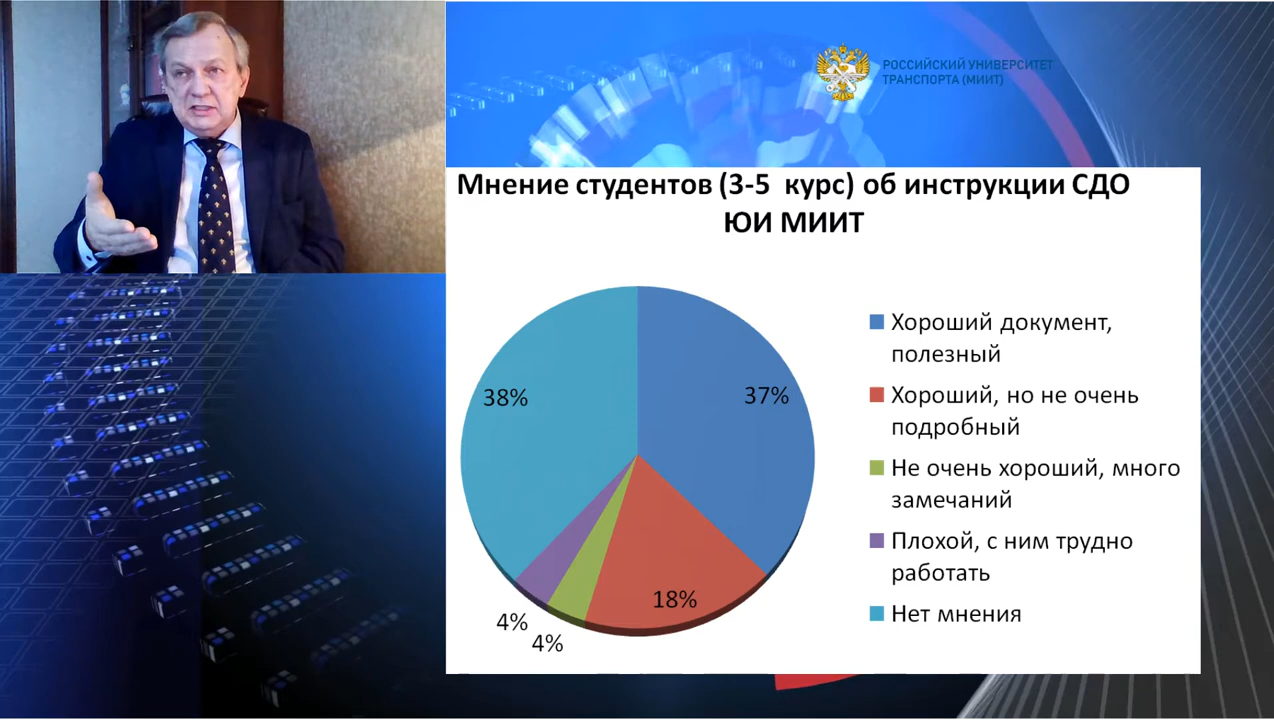 РОССИЙСКИЙ УНИВЕРСИТЕТ
ТРАНСПОРТА (МИИТ)
Мнение студентов (3-5 курс) об инструкции СДО
ЮИ МИИТ
38%
37%
18%
4%
4%
Хороший документ,
полезный
Хороший, но не очень
подробный
Не очень хороший, много
замечаний
Плохой, с ним трудно
работать
Нет мнения